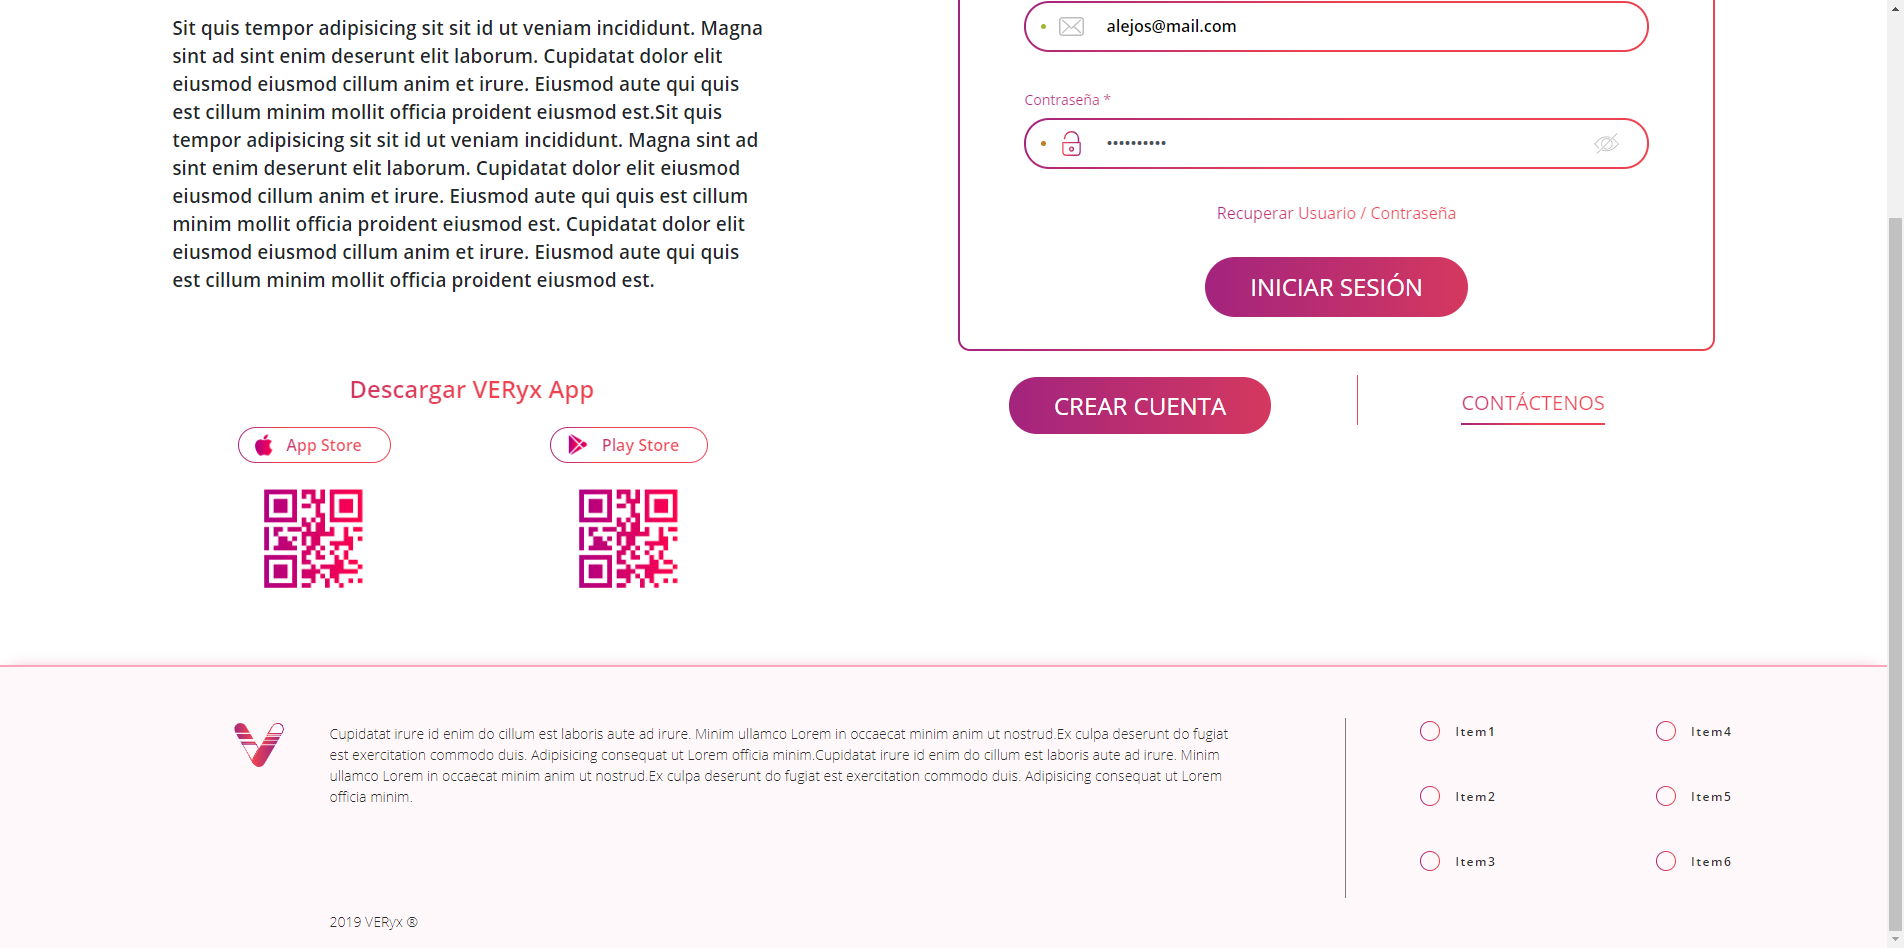 Sit quis tempor adipisicing sit sit id ut veniam incididunt. Magna
sint ad sint enim deserunt elit laborum. Cupidatat dolor elit
eiusmod eiusmod cillum anim et irure. Eiusmod aute qui quis
est cillum minim mollit officia proident eiusmod est.Sit quis
tempor adipisicing sit sit id ut veniam incididunt. Magna sint ad
sint enim deserunt elit laborum. Cupidatat dolor elit eiusmod
eiusmod cillum anim et irure. Eiusmod aute qui quis est cillum
minim mollit officia proident eiusmod est. Cupidatat dolor elit
eiusmod eiusmod cillum anim et irure. Eiusmod aute qui quis
est cillum minim mollit officia proident eiusmod est.
Descargar VERyx App
App Store
Play Store
alejos@mail.com
Contraseña *
••••••••••
Recuperar Usuario / Contraseña
INICIAR SESIÓN
CREAR CUENTA
CONTÁCTENOS
Cupidatat irure id enim do cillum est laboris aute ad irure. Minim ullamco Lorem in occaecat minim anim ut nostrud.Ex culpa deserunt do fugiat
est exercitation commodo duis. Adipisicing consequat ut Lorem officia minim.Cupidatat irure id enim do cillum est laboris aute ad irure. Minim
ullamco Lorem in occaecat minim anim ut nostrud.Ex culpa deserunt do fugiat est exercitation commodo duis. Adipisicing consequat ut Lorem
officia minim.
2019 VERyx ®
Item1
Item2
Item3
Item4
Item5
Item6